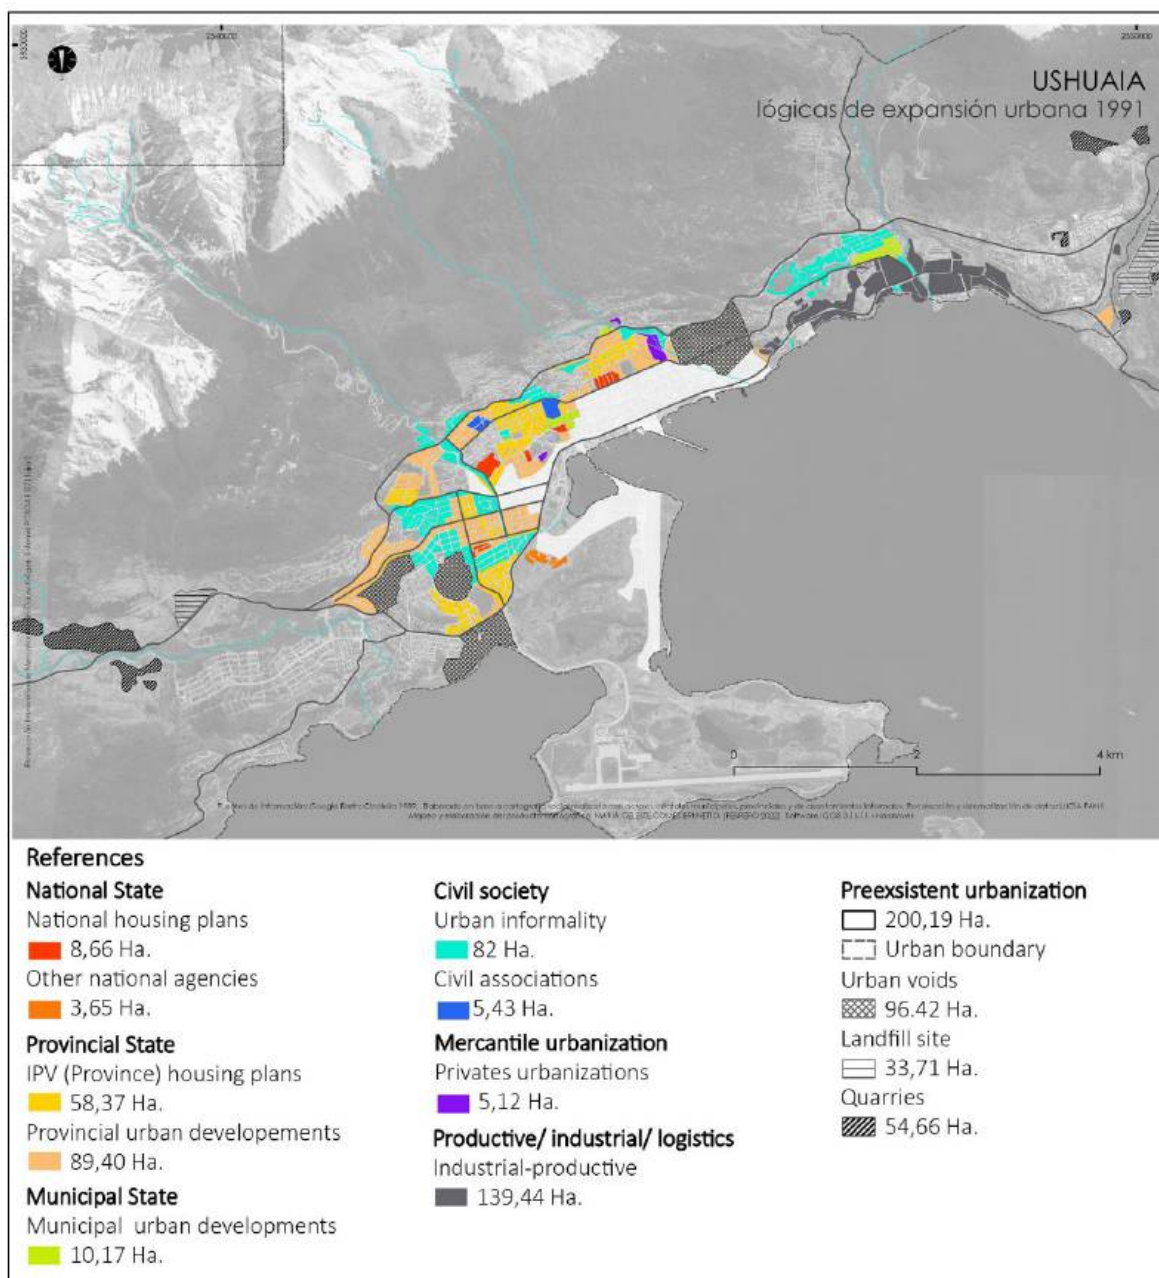 2540000
2550000
USHUAIA
lógicas de expansión urbana 1991
0 2 4 km
References
National State
National housing plans
8,66 Ha.
Other national agencies
3,65 Ha.
Provincial State
IPV (Province) housing plans
58,37 Ha.
Provincial urban developements
89,40 Ha.
Municipal State
Municipal urban developments
10,17 Ha.
Civil society
Urban informality
82 Ha.
Civil associations
5,43 Ha.
Mercantile urbanization
Privates urbanizations
5,12 Ha.
Productive/ industrial/ logistics
Industrial-productive
139,44 Ha.
Preexsistent urbanization
200,19 Ha.
Urban boundary
Urban voids
96.42 Ha.
Landfill site
33,71 Ha.
Quarries
54,66 Ha.